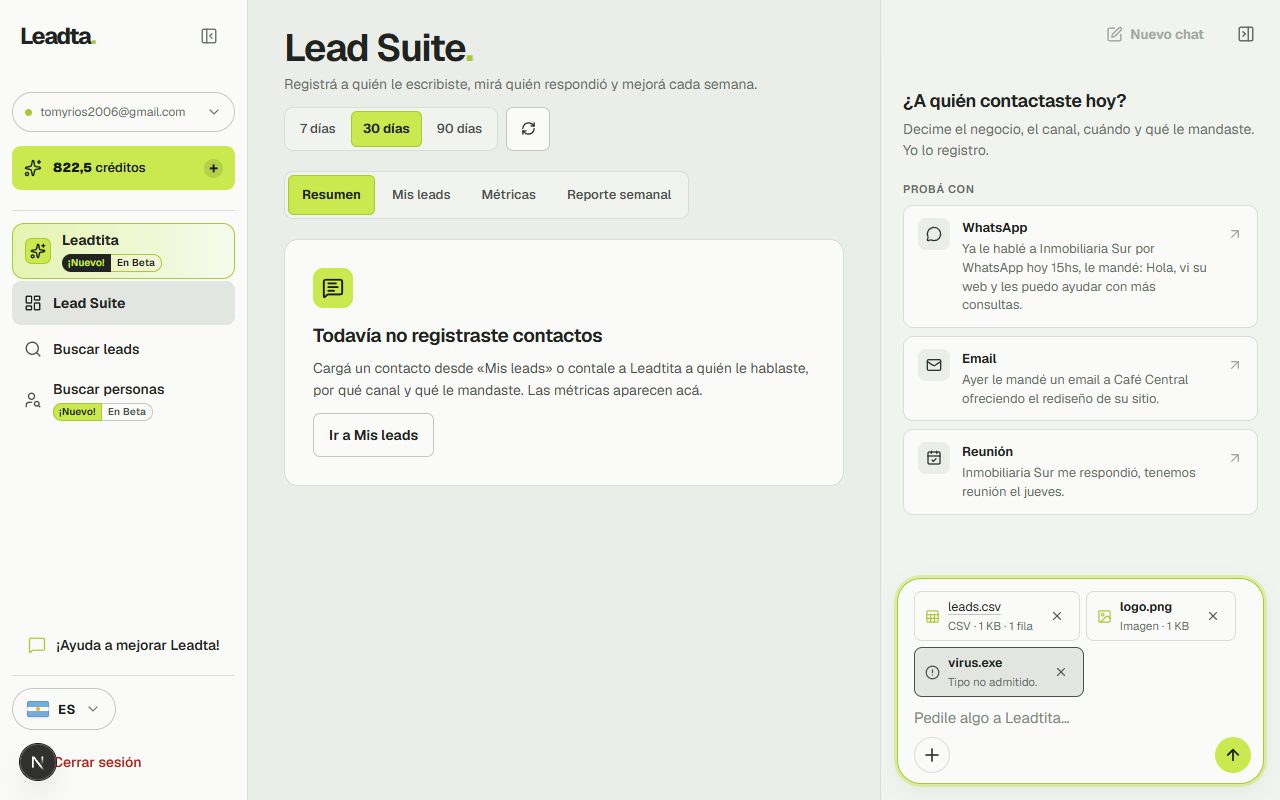 Leadta.
tomyrios2006@gmail.com
822,5 créditos
+
Leadtita
¡Nuevo! En Beta
Lead Suite
Buscar leads
Buscar personas
¡Nuevo! En Beta
¡Ayuda a mejorar Leadta!
ES
N
Cerrar sesión
Lead Suite.
Registrá a quién le escribiste, mirá quién respondió y mejorá cada semana.
7 días 30 días 90 días
Resumen Mis leads Métricas Reporte semanal
Todavía no registraste contactos
Cargá un contacto desde «Mis leads» o contale a Leadtita a quién le hablaste,
por qué canal y qué le mandaste. Las métricas aparecen acá.
Ir a Mis leads
Nuevo chat
¿A quién contactaste hoy?
Decime el negocio, el canal, cuándo y qué le mandaste.
Yo lo registro.
PROBÁ CON
WhatsApp
Ya le hablé a Inmobiliaria Sur por
WhatsApp hoy 15hs, le mandé: Hola, vi su
web y les puedo ayudar con más
consultas.
Email
Ayer le mandé un email a Café Central
ofreciendo el rediseño de su sitio.
Reunión
Inmobiliaria Sur me respondió, tenemos
reunión el jueves.
leads.csv
CSV · 1 KB · 1 fila
logo.png
Imagen · 1 KB
virus.exe
Tipo no admitido.
Pedile algo a Leadtita...